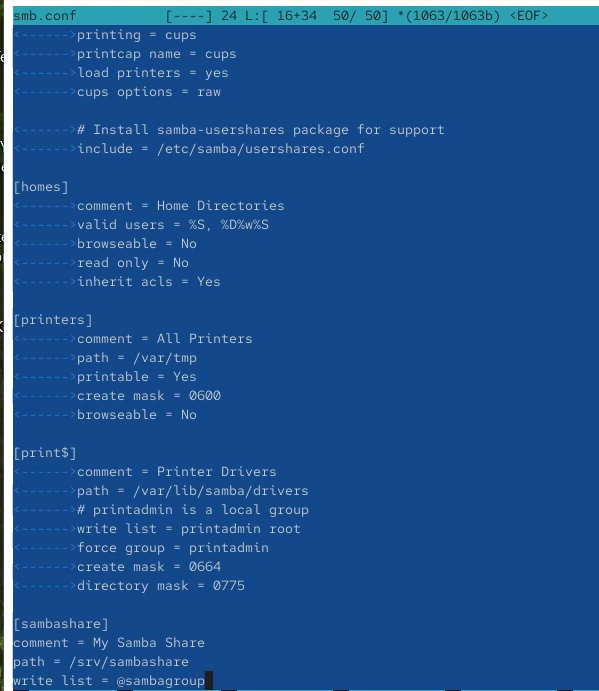 smb.conf [----] 24 L:[ 16+34 50/ 50] *(1063/1063b) <EOF>
<------>printing = cups
<------>printcap name = cups
<------>load printers = yes
<------>cups options = raw
<------># Install samba-usershares package for support
<------>include = /etc/samba/usershares.conf
[homes]
<------>comment = Home Directories
<------>valid users = %S, %D%w%S
<------>browseable = No
<------>read only = No
<------>inherit acls = Yes
[printers]
<------>comment = All Printers
<------>path = /var/tmp
<------>printable = Yes
<------>create mask = 0600
<------>browseable = No
[print$]
<------>comment = Printer Drivers
<------>path = /var/lib/samba/drivers
<------># printadmin is a local group
<------>write list = printadmin root
<------>force group = printadmin
<------>create mask = 0664
<------>directory mask = 0775
[sambashare]
comment = My Samba Share
path = /srv/sambashare
write list = @sambagroup